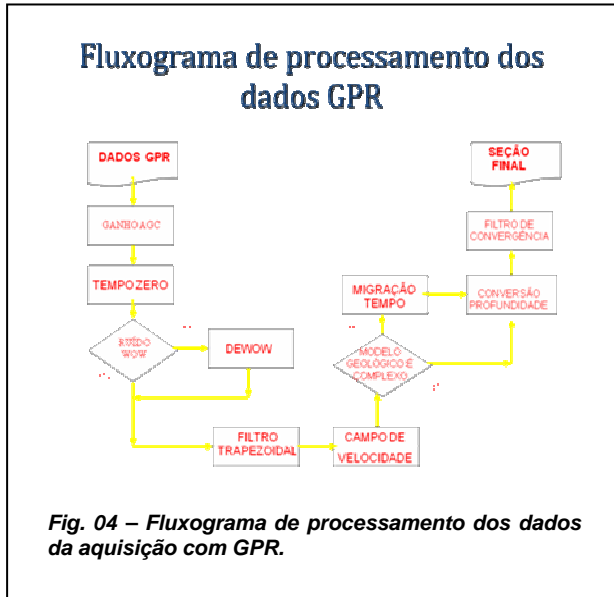 Fluxograma de processamento dos
dados GPR
DADOS GPR
GANHO AGC
TEMPO ZERO
RUÍDO
WOW
DEWOW
FILTRO
TRAPEZOIDAL
CAMPO DE
VELOCIDADE
MODELO
GEOLÓGICO É
COMPLEXO
MIGRAÇÃO
TEMPO
CONVERSÃO
PROFUNDIDADE
FILTRO DE
CONVERGÊNCIA
SEÇÃO
FINAL
Fig. 04 – Fluxograma de processamento dos dados
da aquisição com GPR.